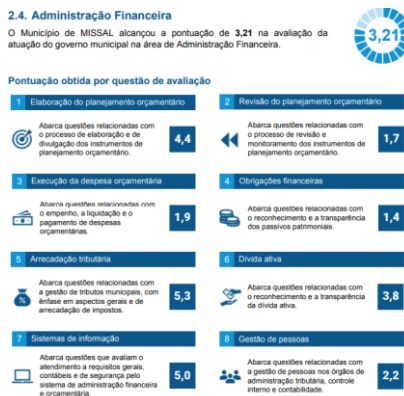 2.4. Administração Financeira
O Município de MISSAL alcançou a pontuação de 3,21 na avaliação da
atuação do governo municipal na área de Administração Financeira.
3,21
Pontuação obtida por questão de avaliação
1 Elaboração do planejamento orçamentário
Abarca questões relacionadas com
o processo de elaboração e de
divulgação dos instrumentos de
planejamento orçamentário.
4,4
2 Revisão do planejamento orçamentário
Abarca questões relacionadas com
o processo de revisão e
monitoramento dos instrumentos de
planejamento orçamentário.
1,7
3 Execução da despesa orçamentária
Abarca questões relacionadas com
o empenho, a liquidação e o
pagamento de despesas
orçamentárias.
1,9
4 Obrigações financeiras
Abarca questões relacionadas com
o reconhecimento e a transparência
dos passivos patrimoniais.
1,4
5 Arrecadação tributária
Abarca questões relacionadas com
a gestão de tributos municipais, com
ênfase em aspectos gerais e de
arrecadação de impostos.
5,3
6 Dívida ativa
Abarca questões relacionadas com
o reconhecimento e a transparência
da dívida ativa.
3,8
7 Sistemas de informação
Abarca questões que avaliam o
atendimento a requisitos gerais,
contábeis e de segurança pelo
sistema de administração financeira
e orçamentária.
5,0
8 Gestão de pessoas
Abarca questões relacionadas com
a gestão de pessoas nos órgãos de
administração tributária, controle
interno e contabilidade.
2,2